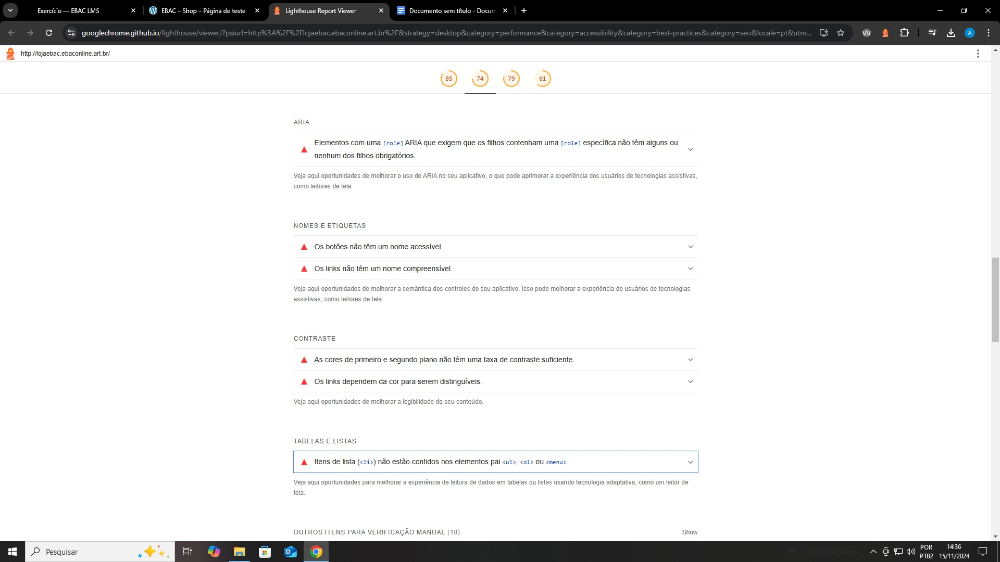 Exercício — EBAC LMS
EBAC – Shop – Página de teste
Lighthouse Report Viewer
Documento sem título - Docum
googlechrome.github.io/lighthouse/viewer/?psiurl=http%3A%2F%2Flojaebac.ebaconline.art.br%2F&strategy=desktop&category=performance&category=accessibility&category=best-practices&category=seo&locale=pt&utm...
A
http://lojaebac.ebaconline.art.br/
85 74 79 61
ARIA
Elementos com uma [role] ARIA que exigem que os filhos contenham uma [role] específica não têm alguns ou
nenhum dos filhos obrigatórios.
Veja aqui oportunidades de melhorar o uso de ARIA no seu aplicativo, o que pode aprimorar a experiência dos usuários de tecnologias assistivas,
como leitores de tela.
NOMES E ETIQUETAS
Os botões não têm um nome acessível
Os links não têm um nome compreensível
Veja aqui oportunidades de melhorar a semântica dos controles do seu aplicativo. Isso pode melhorar a experiência de usuários de tecnologias
assistivas, como leitores de tela.
CONTRASTE
As cores de primeiro e segundo plano não têm uma taxa de contraste suficiente.
Os links dependem da cor para serem distinguíveis.
Veja aqui oportunidades de melhorar a legibilidade do seu conteúdo.
TABELAS E LISTAS
Itens de lista (<li>) não estão contidos nos elementos pai <ul>, <ol> ou <menu>.
Veja aqui oportunidades para melhorar a experiência de leitura de dados em tabelas ou listas usando tecnologia adaptativa, como um leitor de
tela.
OUTROS ITENS PARA VERIFICAÇÃO MANUAL (10)
Show
Pesquisar
Chuva chegando
POR
PTB2
14:36
15/11/2024